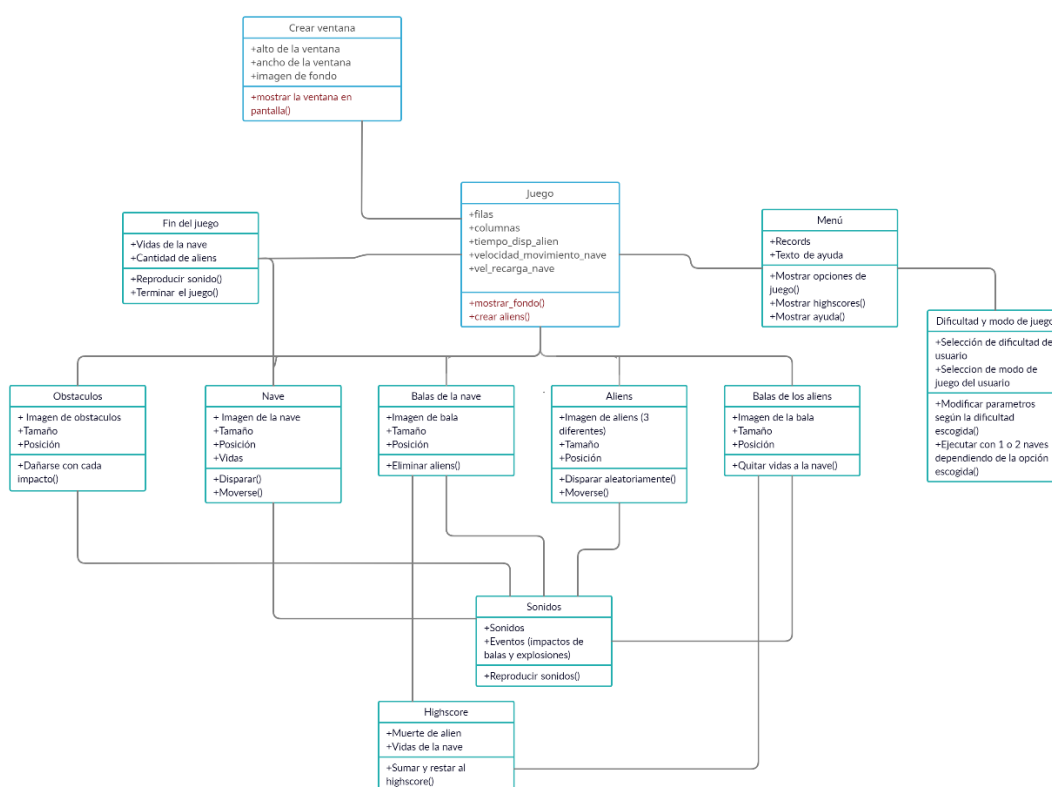 Crear ventana
+alto de la ventana
+ancho de la ventana
+imagen de fondo
+mostrar la ventana en
pantalla()
Juego
+filas
+columnas
+tiempo_disp_alien
+velocidad_movimiento_nave
+vel_recarga_nave
+mostrar_fondo()
+crear aliens()
Fin del juego
+Vidas de la nave
+Cantidad de aliens
+Reproducir sonido()
+Terminar el juego()
Menú
+Records
+Texto de ayuda
+Mostrar opciones de
juego()
+Mostrar highscores()
+Mostrar ayuda()
Dificultad y modo de juego
+Selección de dificultad de
usuario
+Seleccion de modo de
juego del usuario
+Modificar parametros
según la dificultad
escogida()
+Ejecutar con 1 o 2 naves
dependiendo de la opción
escogida()
Obstaculos
+ Imagen de obstaculos
+Tamaño
+Posición
+Dañarse con cada
impacto()
Nave
+ Imagen de la nave
+Tamaño
+Posición
+Vidas
+Disparar()
+Moverse()
Balas de la nave
+Imagen de bala
+Tamaño
+Posición
+Eliminar aliens()
Aliens
+Imagen de aliens (3
diferentes)
+Tamaño
+Posición
+Disparar aleatoriamente()
+Moverse()
Balas de los aliens
+Imagen de la bala
+Tamaño
+Posición
+Quitar vidas a la nave()
Sonidos
+Sonidos
+Eventos (impactos de
balas y explosiones)
+Reproducir sonidos()
Highscore
+Muerte de alien
+Vidas de la nave
+Sumar y restar al
highscore()